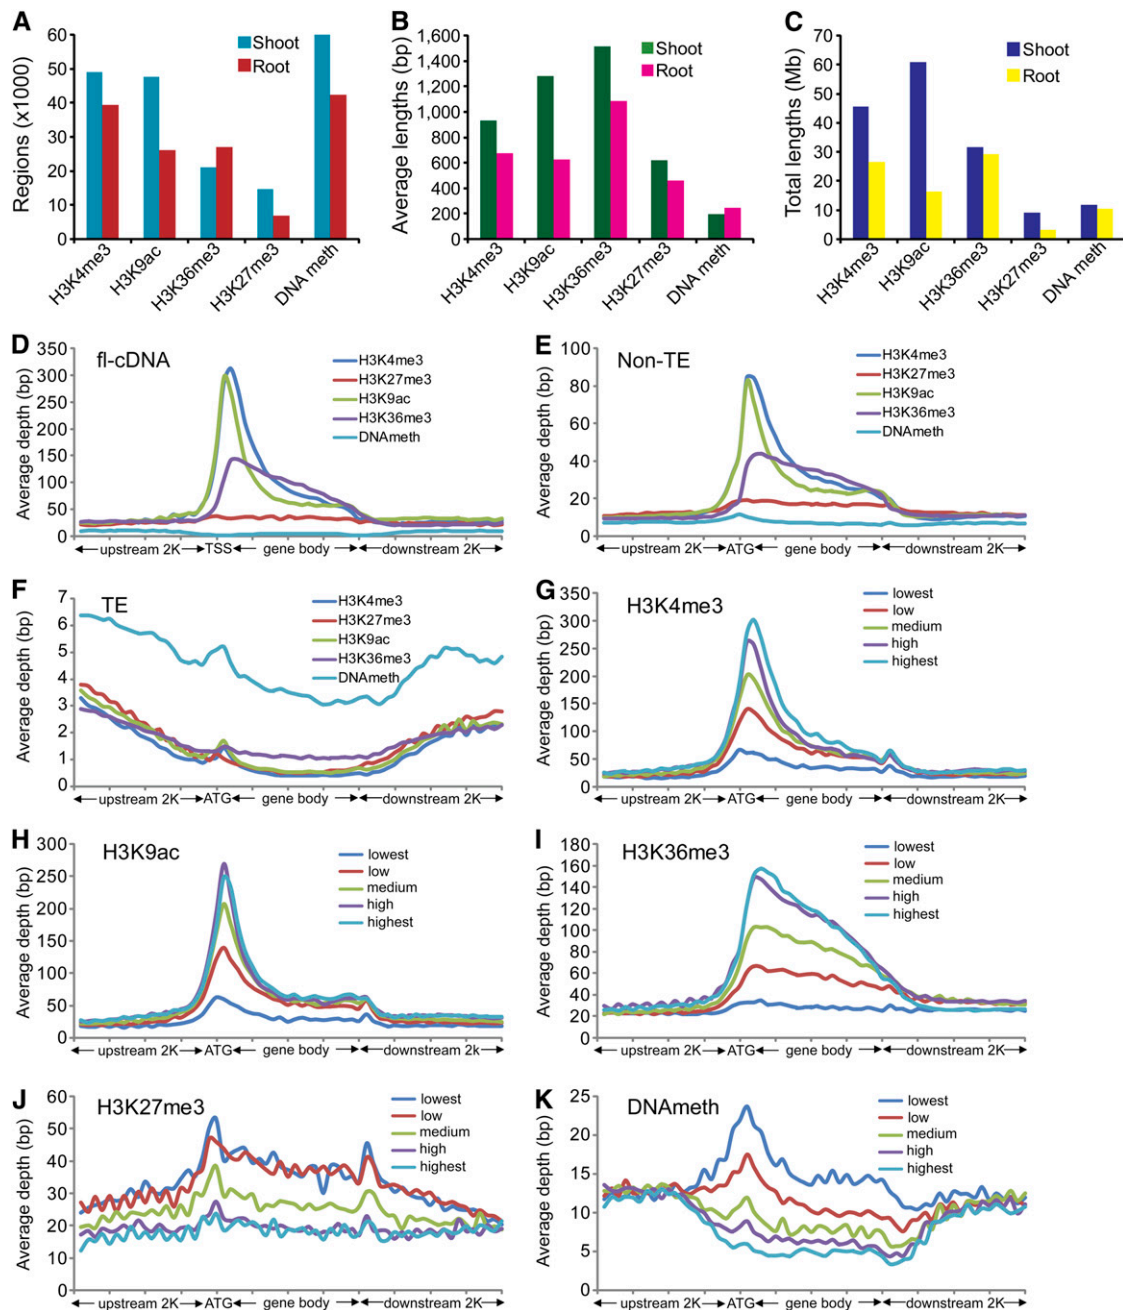 A
Regions (x1000)
60
50
40
30
20
10
0
Shoot
Root
H3K4me3
H3K9ac
H3K36me3
H3K27me3
DNA meth
B
Average lengths (bp)
1,600
1,400
1,200
1,000
800
600
400
200
0
Shoot
Root
H3K4me3
H3K9ac
H3K36me3
H3K27me3
DNA meth
C
Total lengths (Mb)
70
60
50
40
30
20
10
0
Shoot
Root
H3K4me3
H3K9ac
H3K36me3
H3K27me3
DNA meth
D
fl-cDNA
Average depth (bp)
350
300
250
200
150
100
50
0
H3K4me3
H3K27me3
H3K9ac
H3K36me3
DNAmeth
upstream 2K TSS gene body downstream 2K
E
Non-TE
Average depth (bp)
100
80
60
40
20
0
H3K4me3
H3K27me3
H3K9ac
H3K36me3
DNAmeth
upstream 2K ATG gene body downstream 2K
F
TE
Average depth (bp)
7
6
5
4
3
2
1
0
H3K4me3
H3K27me3
H3K9ac
H3K36me3
DNAmeth
upstream 2K ATG gene body downstream 2K
G
H3K4me3
Average depth (bp)
350
300
250
200
150
100
50
0
lowest
low
medium
high
highest
upstream 2K ATG gene body downstream 2K
H
H3K9ac
Average depth (bp)
300
250
200
150
100
50
0
lowest
low
medium
high
highest
upstream 2K ATG gene body downstream 2K
I
H3K36me3
Average depth (bp)
180
160
140
120
100
80
60
40
20
0
lowest
low
medium
high
highest
upstream 2K ATG gene body downstream 2k
J
H3K27me3
Average depth (bp)
60
50
40
30
20
10
0
lowest
low
medium
high
highest
upstream 2K ATG gene body downstream 2K
K
DNAmeth
Average depth (bp)
25
20
15
10
5
0
lowest
low
medium
high
highest
upstream 2K ATG gene body downstream 2K